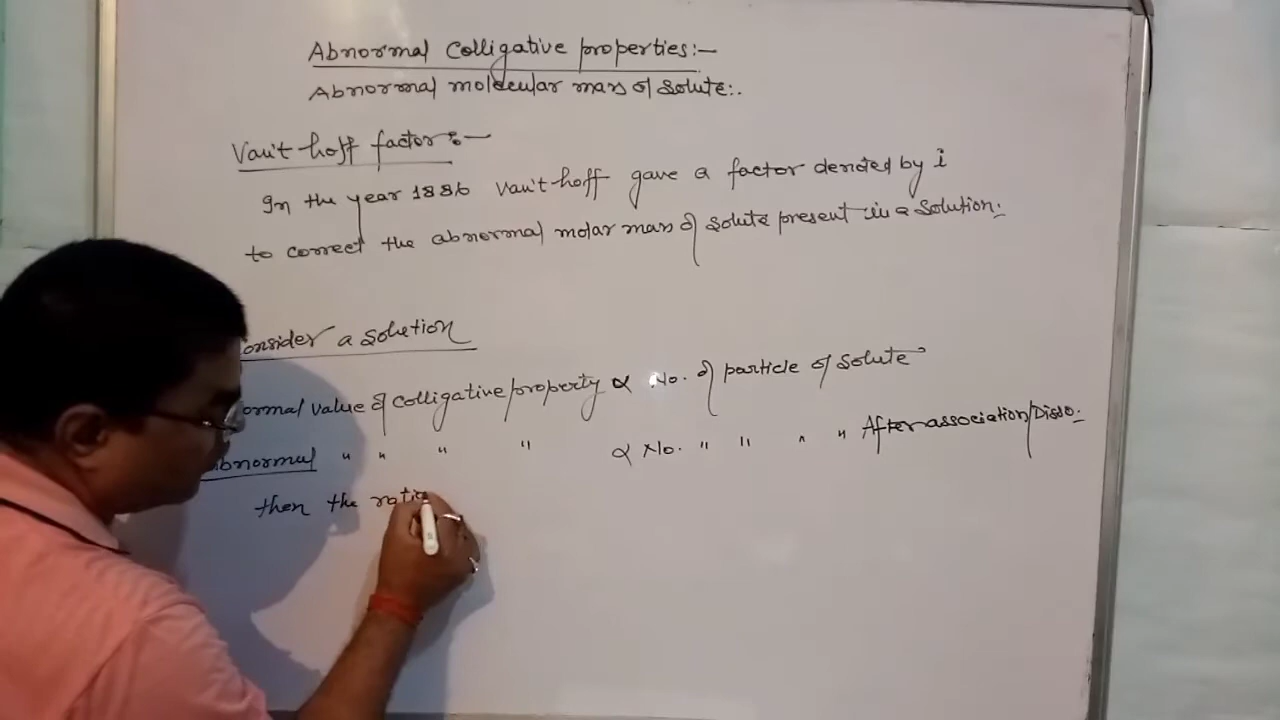 Abnormal Colligative properties:-
Abnormal molecular mass of solute:.
Van't hoff factor:-
In the year 1886 Van't hoff gave a factor denoted by i
to correct the abnormal molar mass of solute present in a solution.
onsider a solution
ormal value of colligative property ∝ No. of particle of solute
bnormal " " " " ∝ No. " " " " After association/Disso.
then the ratio